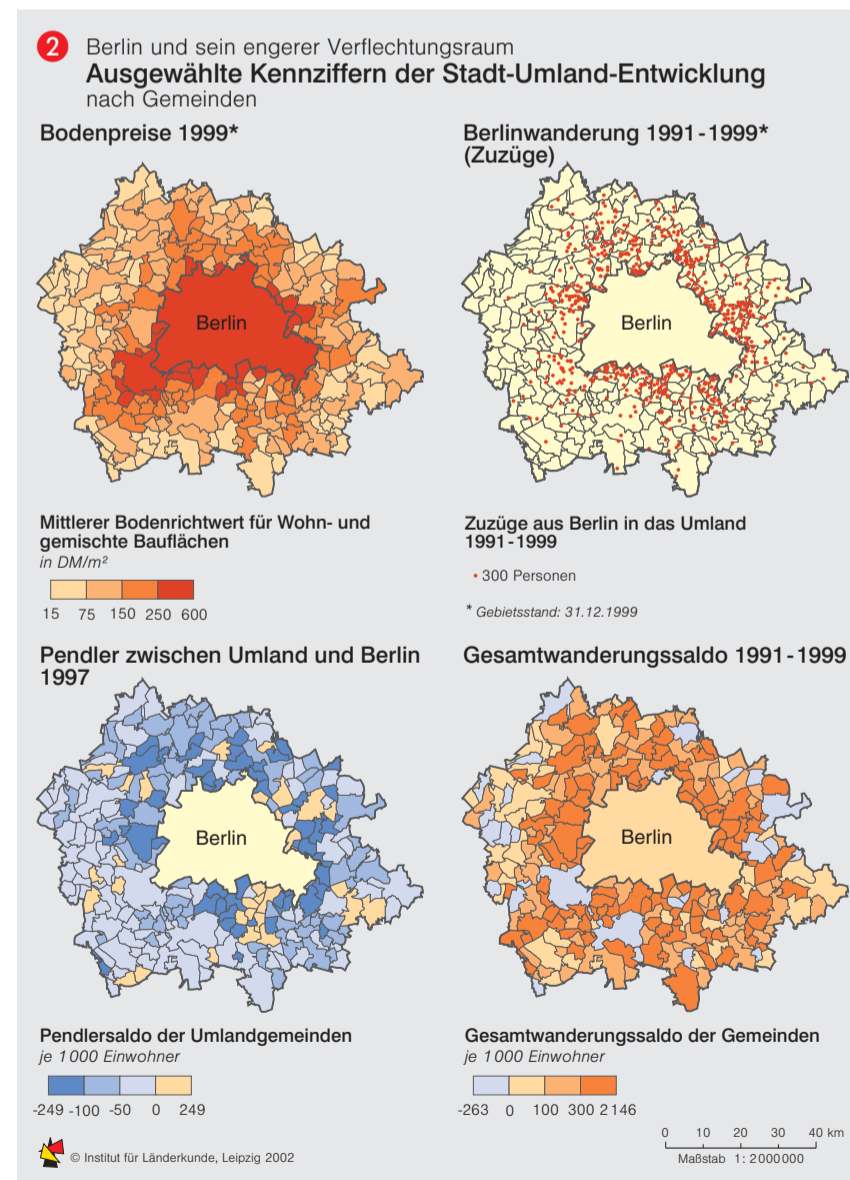 2 Berlin und sein engerer Verflechtungsraum
Ausgewählte Kennziffern der Stadt-Umland-Entwicklung
nach Gemeinden
Bodenpreise 1999*
Berlin
Mittlerer Bodenrichtwert für Wohn- und
gemischte Bauflächen
in DM/m²
15 75 150 250 600
Berlinwanderung 1991-1999*
(Zuzüge)
Berlin
Zuzüge aus Berlin in das Umland
1991-1999
300 Personen
* Gebietsstand: 31.12.1999
Pendler zwischen Umland und Berlin
1997
Berlin
Pendlersaldo der Umlandgemeinden
je 1000 Einwohner
-249 -100 -50 0 249
Gesamtwanderungssaldo 1991-1999
Berlin
Gesamtwanderungssaldo der Gemeinden
je 1000 Einwohner
-263 0 100 300 2146
© Institut für Länderkunde, Leipzig 2002
0 10 20 30 40 km
Maßstab 1:2000000